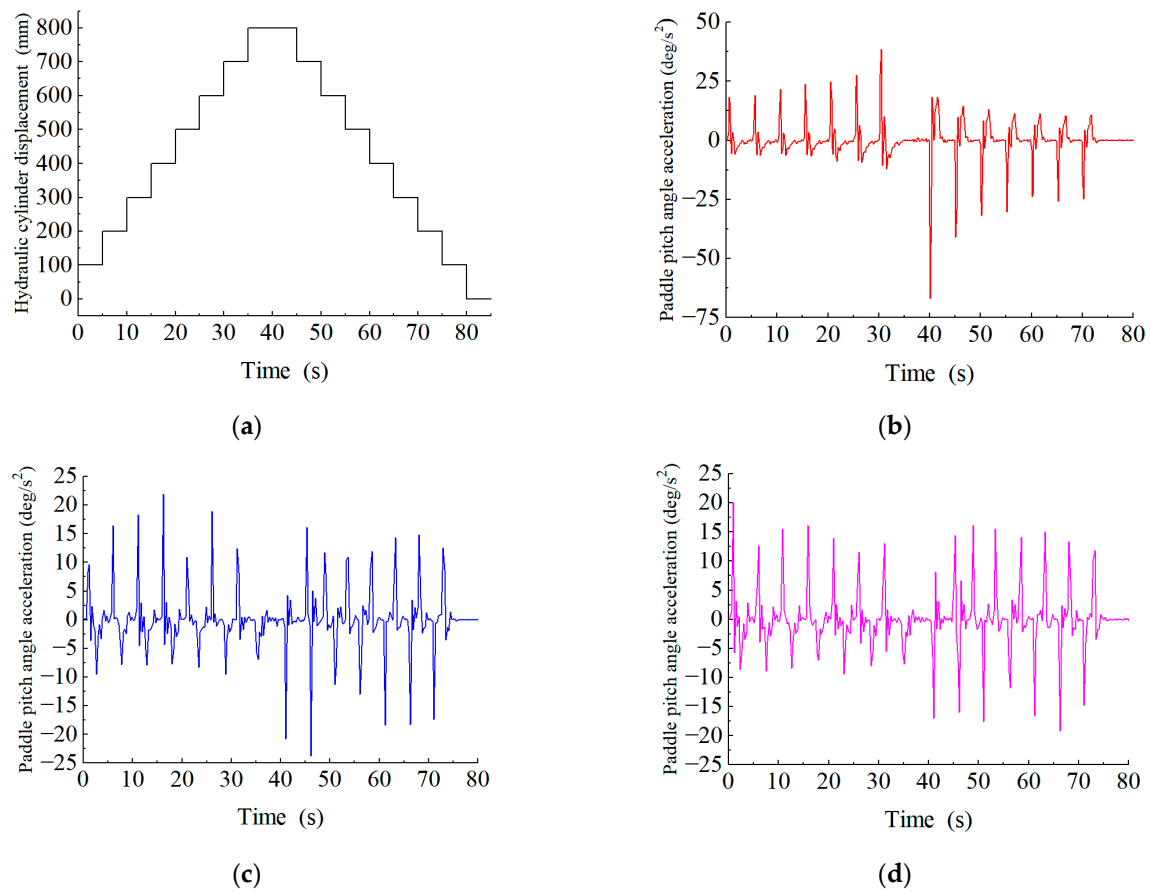 Hydraulic cylinder displacement (mm)
800
700
600
500
400
300
200
100
0
0 10 20 30 40 50 60 70 80
Time (s)
(a)
Paddle pitch angle acceleration (deg/s²)
50
25
0
−25
−50
−75
0 10 20 30 40 50 60 70 80
Time (s)
(b)
Paddle pitch angle acceleration (deg/s²)
25
20
15
10
5
0
−5
−10
−15
−20
−25
0 10 20 30 40 50 60 70 80
Time (s)
(c)
Paddle pitch angle acceleration (deg/s²)
25
20
15
10
5
0
−5
−10
−15
−20
−25
0 10 20 30 40 50 60 70 80
Time (s)
(d)